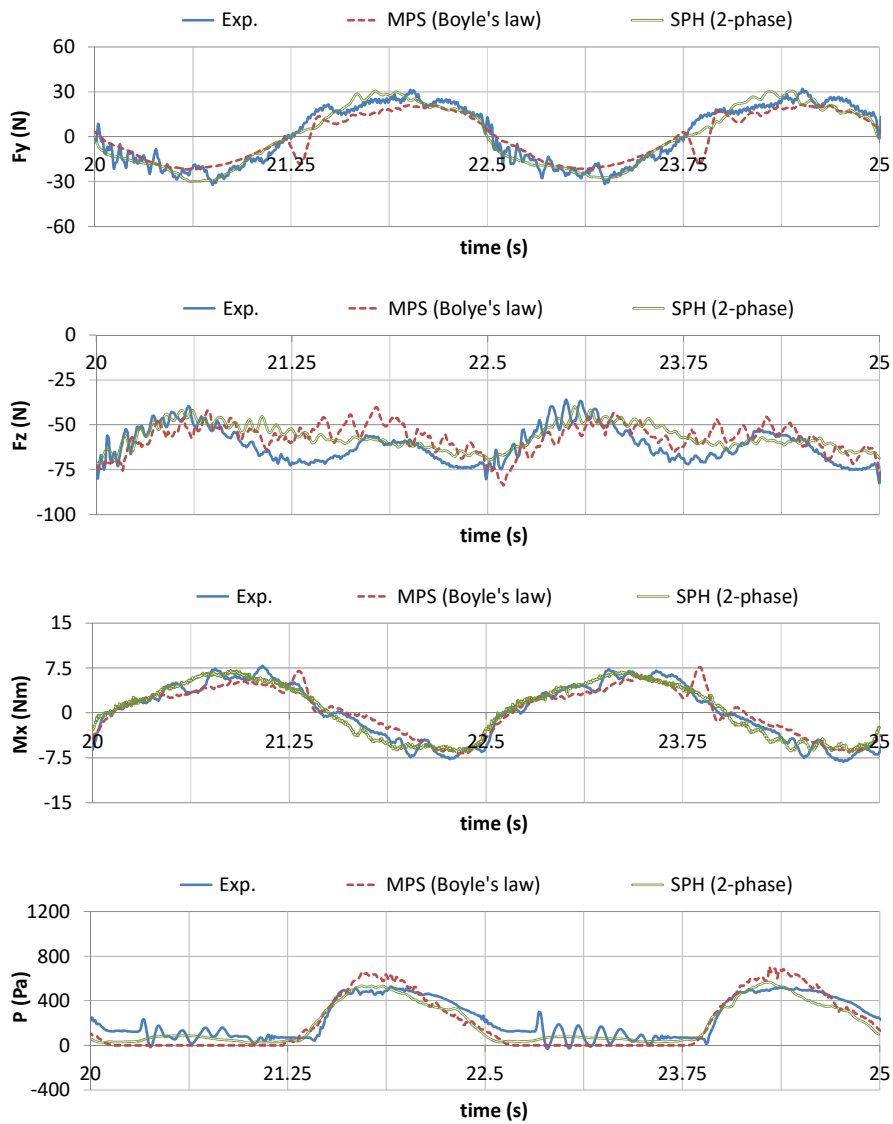 Exp. MPS (Boyle's law) SPH (2-phase)
60
30
0
-30
-60
Fy (N)
20 21.25 22.5 23.75 25
time (s)
Exp. MPS (Bolye's law) SPH (2-phase)
0
-25
-50
-75
-100
Fz (N)
20 21.25 22.5 23.75 25
time (s)
Exp. MPS (Boyle's law) SPH (2-phase)
15
7.5
0
-7.5
-15
Mx (Nm)
20 21.25 22.5 23.75 25
time (s)
Exp. MPS (Boyle's law) SPH (2-phase)
1200
800
400
0
-400
P (Pa)
20 21.25 22.5 23.75 25
time (s)